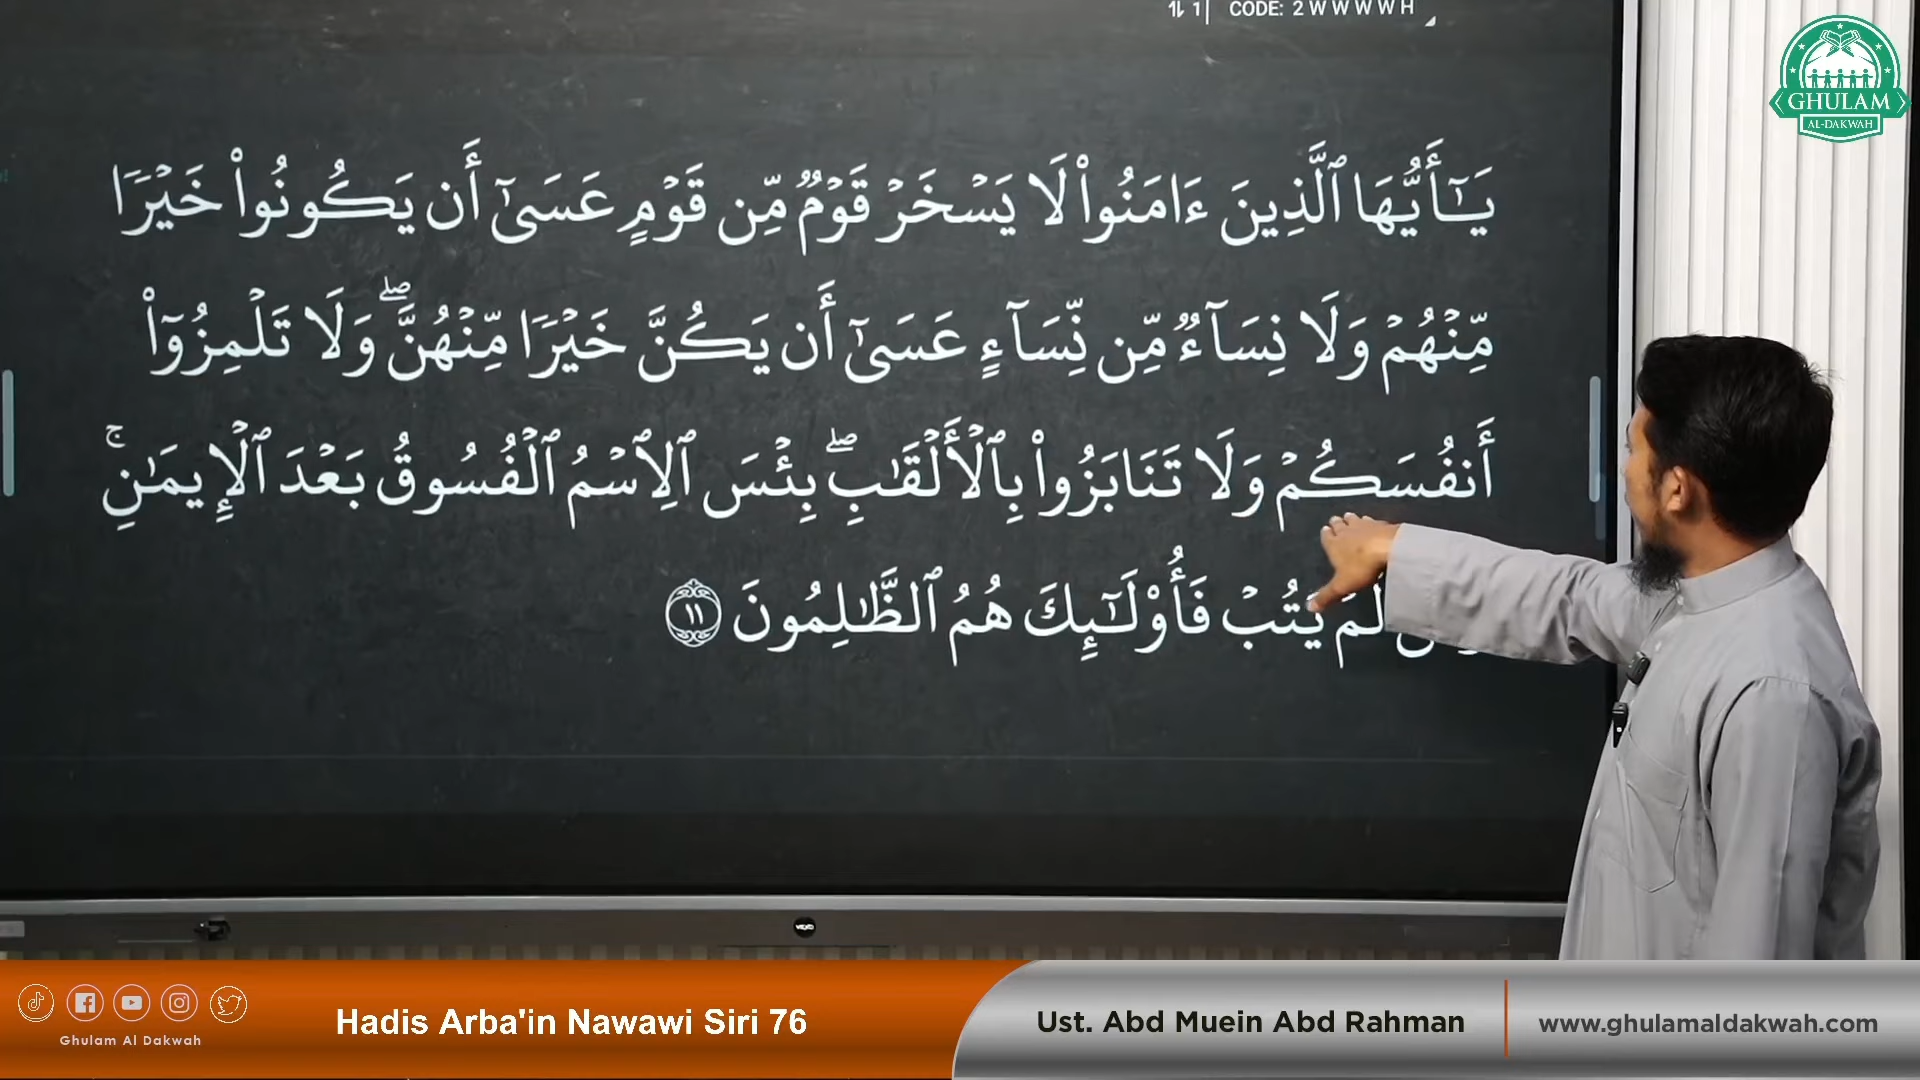 ⇅ 1| CODE: 2WWWWH
GHULAM
AL-DAKWAH
يَـٰٓأَيُّهَا ٱلَّذِينَ ءَامَنُوا۟ لَا يَسْخَرْ قَوْمٌ مِّن قَوْمٍ عَسَىٰٓ أَن يَكُونُوا۟ خَيْرًا
مِّنْهُمْ وَلَا نِسَآءٌ مِّن نِّسَآءٍ عَسَىٰٓ أَن يَكُنَّ خَيْرًا مِّنْهُنَّ ۖ وَلَا تَلْمِزُوٓا۟
أَنفُسَكُمْ وَلَا تَنَابَزُوا۟ بِٱلْأَلْقَـٰبِ ۖ بِئْسَ ٱلِٱسْمُ ٱلْفُسُوقُ بَعْدَ ٱلْإِيمَـٰنِ ۚ
لَمْ يَتُبْ فَأُو۟لَـٰٓئِكَ هُمُ ٱلظَّـٰلِمُونَ ١١
Ghulam Al Dakwah
Hadis Arba'in Nawawi Siri 76
Ust. Abd Muein Abd Rahman
www.ghulamaldakwah.com